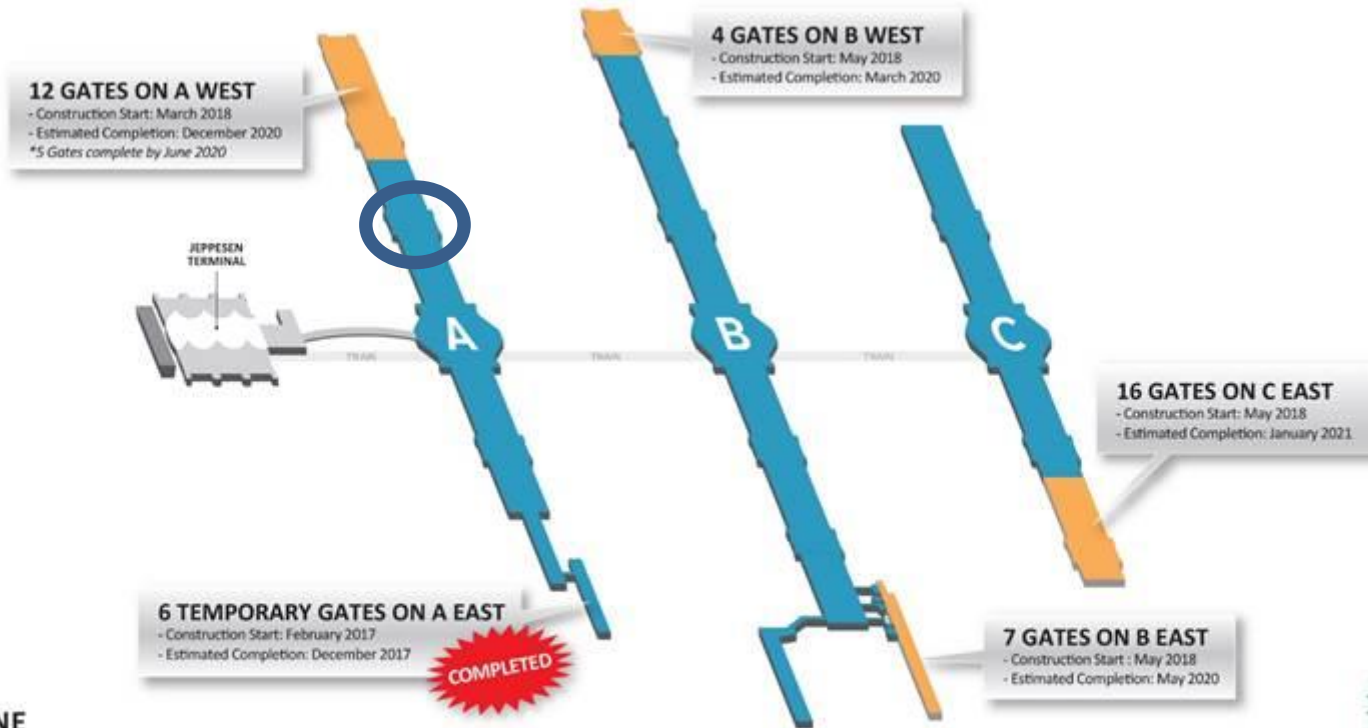 4 GATES ON B WEST
- Construction Start: May 2018
- Estimated Completion: March 2020
12 GATES ON A WEST
- Construction Start: March 2018
- Estimated Completion: December 2020
*5 Gates complete by June 2020
JEPPESEN
TERMINAL
A
B
C
TRAIN
TRAIN
TRAIN
16 GATES ON C EAST
- Construction Start: May 2018
- Estimated Completion: January 2021
6 TEMPORARY GATES ON A EAST
- Construction Start: February 2017
- Estimated Completion: December 2017
COMPLETED
7 GATES ON B EAST
- Construction Start : May 2018
- Estimated Completion: May 2020